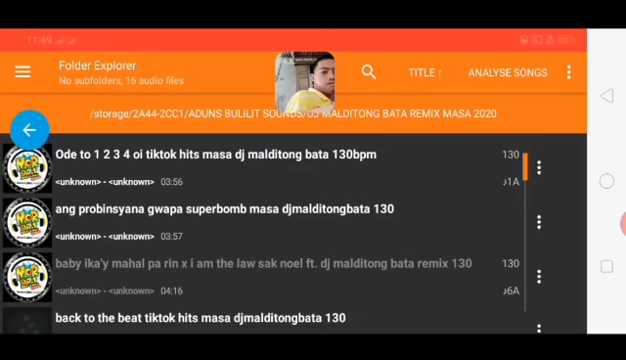 11:49
Folder Explorer
No subfolders, 16 audio files
TITLE ↑
ANALYSE SONGS
/storage/2A44-2CC1/ADUNS BULILIT SOUNDS/DJ MALDITONG BATA REMIX MASA 2020
Ode to 1 2 3 4 oi tiktok hits masa dj malditong bata 130bpm
130
<unknown> - <unknown> 03:56
♪1A
ang probinsyana gwapa superbomb masa djmalditongbata 130
<unknown> - <unknown> 03:57
baby ika'y mahal pa rin x i am the law sak noel ft. dj malditong bata remix 130
130
<unknown> - <unknown> 04:16
♪6A
back to the beat tiktok hits masa djmalditongbata 130